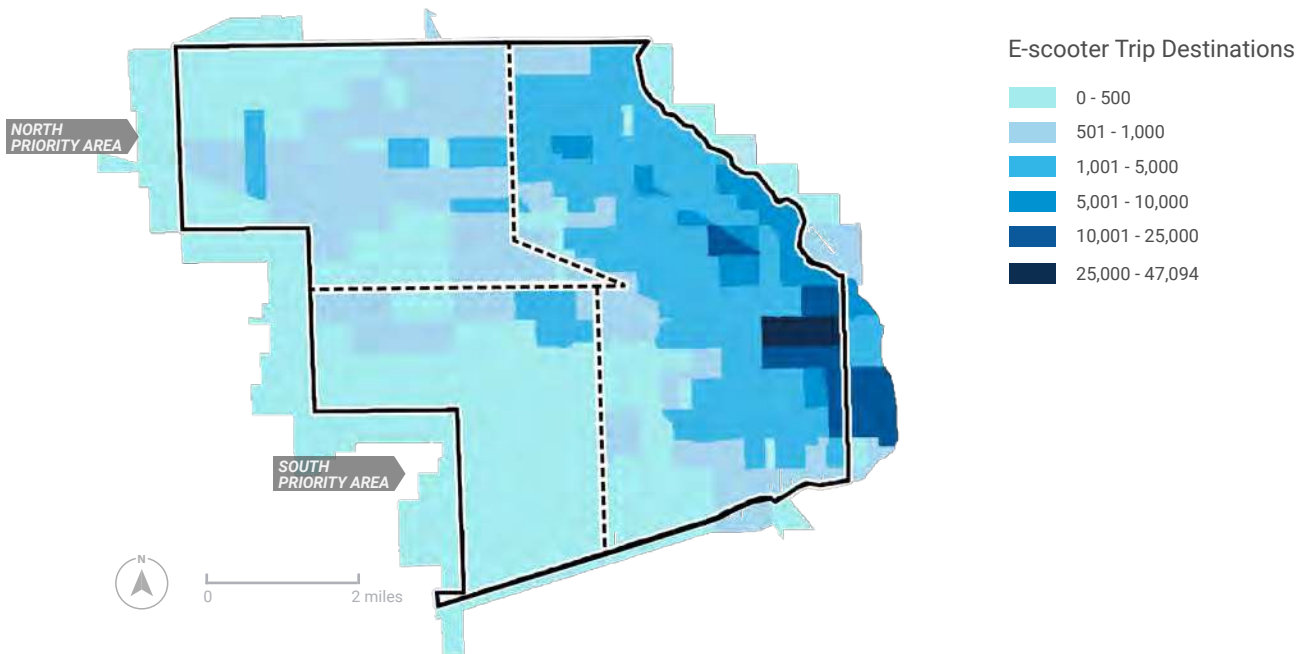 E-scooter Trip Destinations
0 - 500
501 - 1,000
1,001 - 5,000
5,001 - 10,000
10,001 - 25,000
25,000 - 47,094
NORTH
PRIORITY AREA
SOUTH
PRIORITY AREA
N
0 2 miles